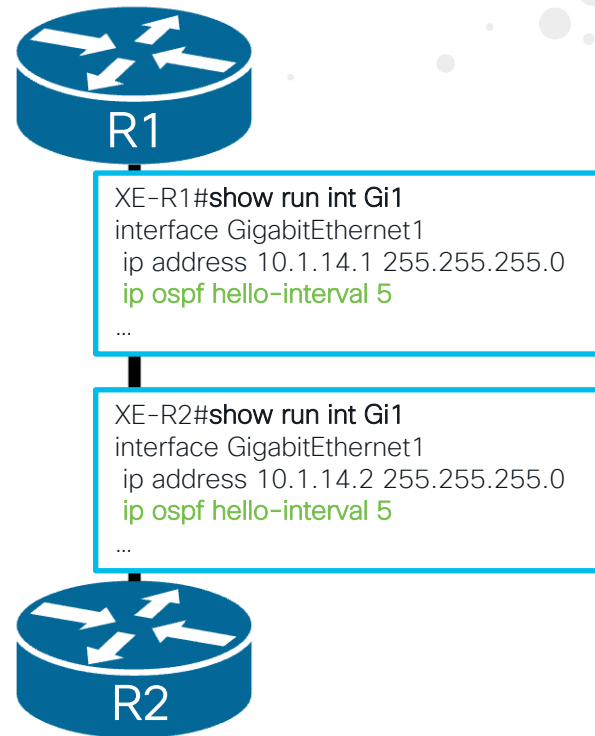 R1
XE-R1#show run int Gi1
interface GigabitEthernet1
ip address 10.1.14.1 255.255.255.0
ip ospf hello-interval 5
...
XE-R2#show run int Gi1
interface GigabitEthernet1
ip address 10.1.14.2 255.255.255.0
ip ospf hello-interval 5
...
R2